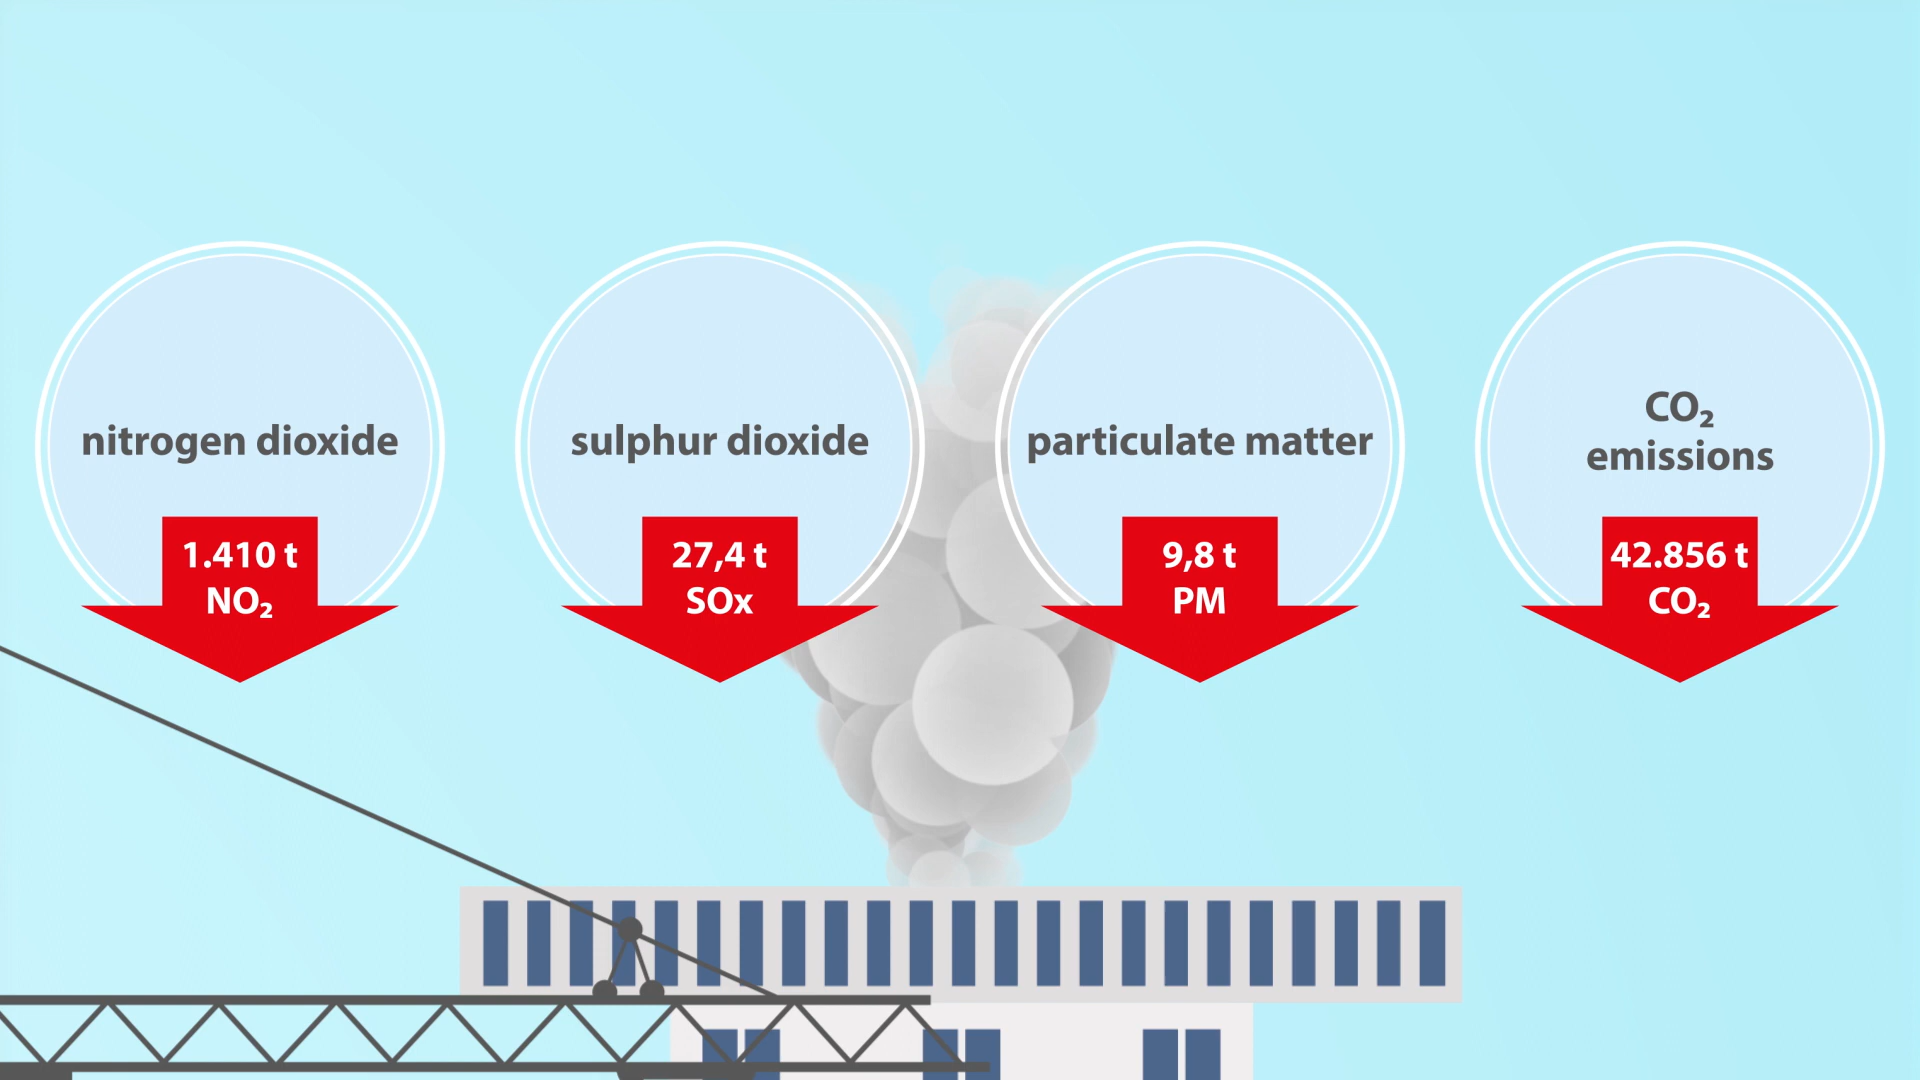 nitrogen dioxide
1.410 t
NO₂
sulphur dioxide
27,4 t
SOx
particulate matter
9,8 t
PM
CO₂
emissions
42.856 t
CO₂